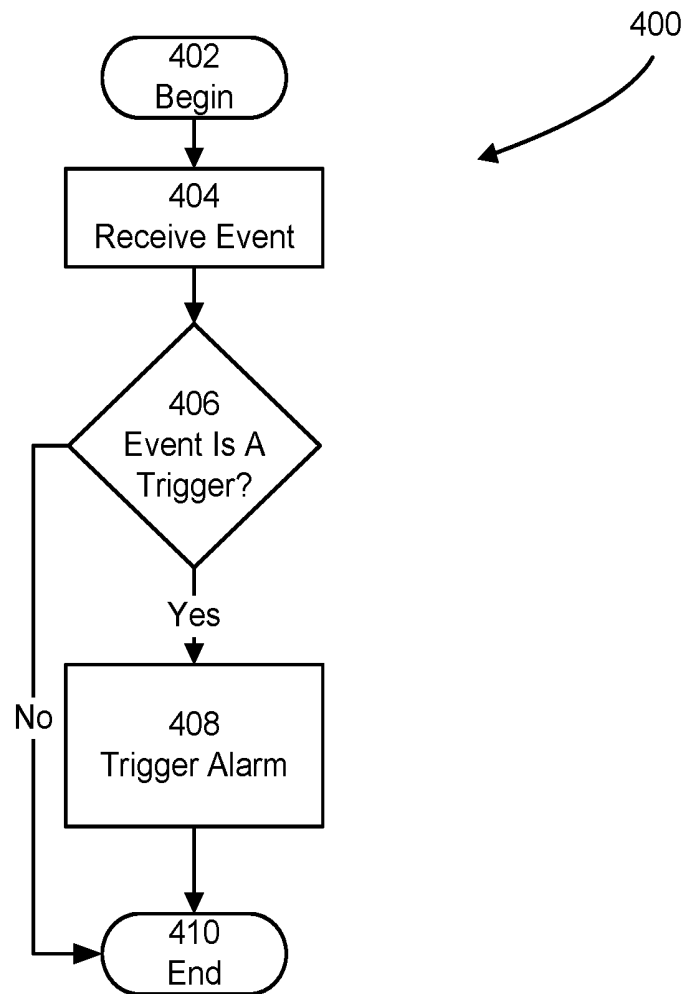 400
402
Begin
404
Receive Event
406
Event Is A
Trigger?
Yes
No
408
Trigger Alarm
410
End